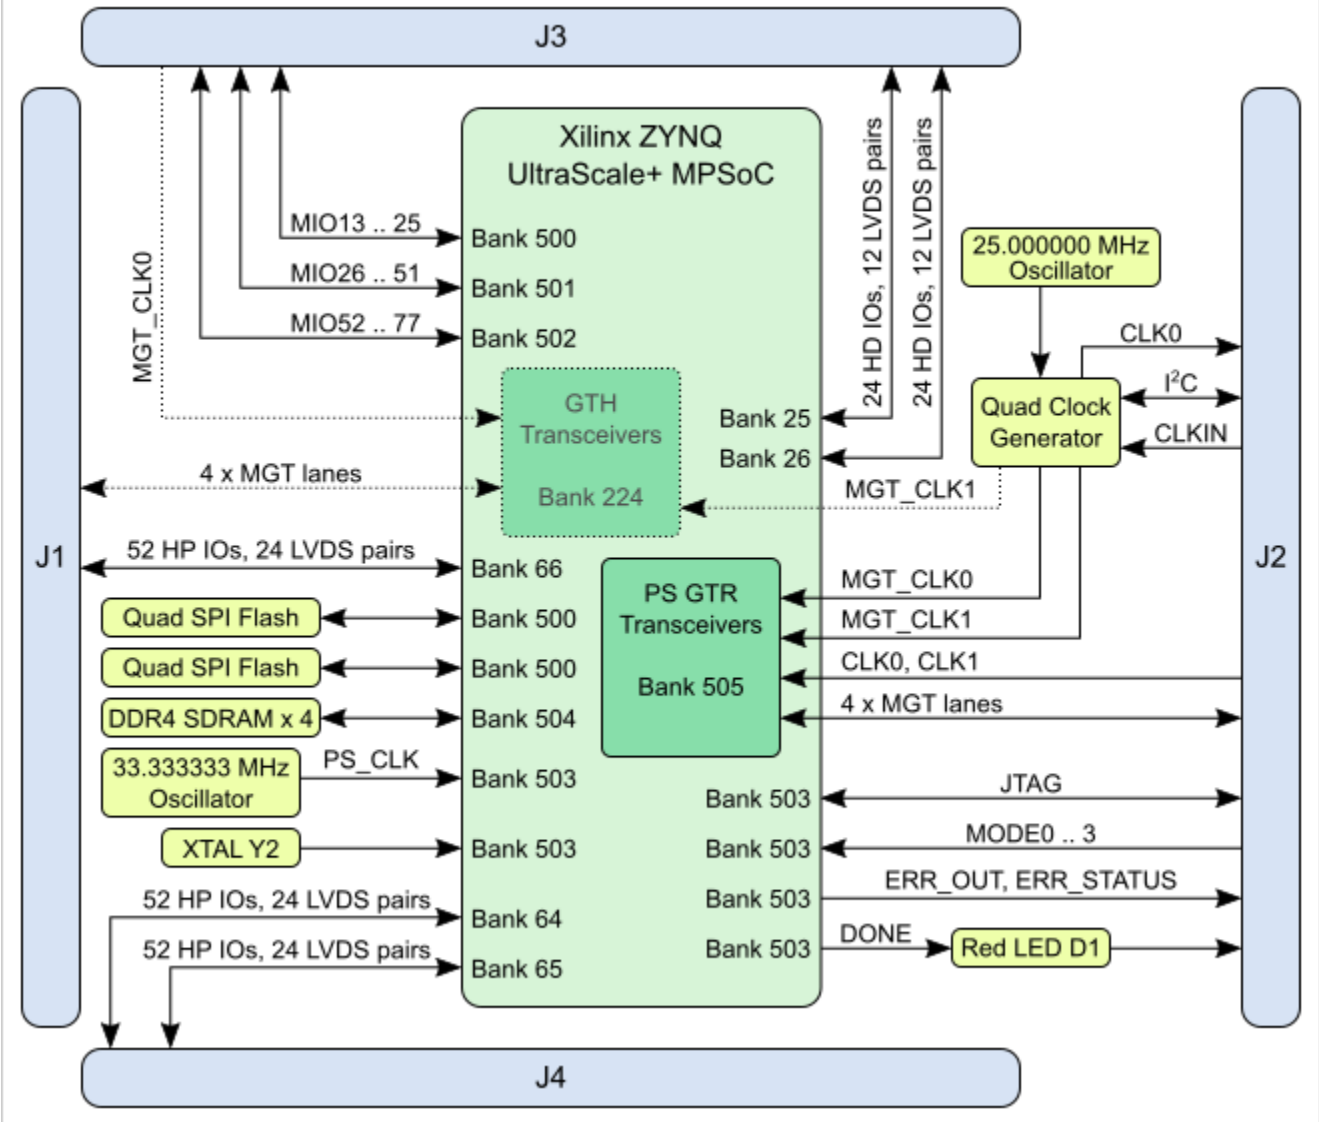 J3
Xilinx ZYNQ
UltraScale+ MPSoC
MIO13 .. 25
Bank 500
MIO26 .. 51
Bank 501
MIO52 .. 77
Bank 502
MGT_CLK0
GTH
Transceivers
Bank 224
4 x MGT lanes
24 HD IOs, 12 LVDS pairs
24 HD IOs, 12 LVDS pairs
Bank 25
Bank 26
25.000000 MHz
Oscillator
Quad Clock
Generator
CLK0
I²C
CLKIN
MGT_CLK1
J1
J2
52 HP IOs, 24 LVDS pairs
Bank 66
Quad SPI Flash
Bank 500
Quad SPI Flash
Bank 500
DDR4 SDRAM x 4
Bank 504
33.333333 MHz
Oscillator
PS_CLK
Bank 503
XTAL Y2
Bank 503
52 HP IOs, 24 LVDS pairs
Bank 64
52 HP IOs, 24 LVDS pairs
Bank 65
PS GTR
Transceivers
Bank 505
MGT_CLK0
MGT_CLK1
CLK0, CLK1
4 x MGT lanes
Bank 503
JTAG
Bank 503
MODE0 .. 3
Bank 503
ERR_OUT, ERR_STATUS
Bank 503
DONE
Red LED D1
J4